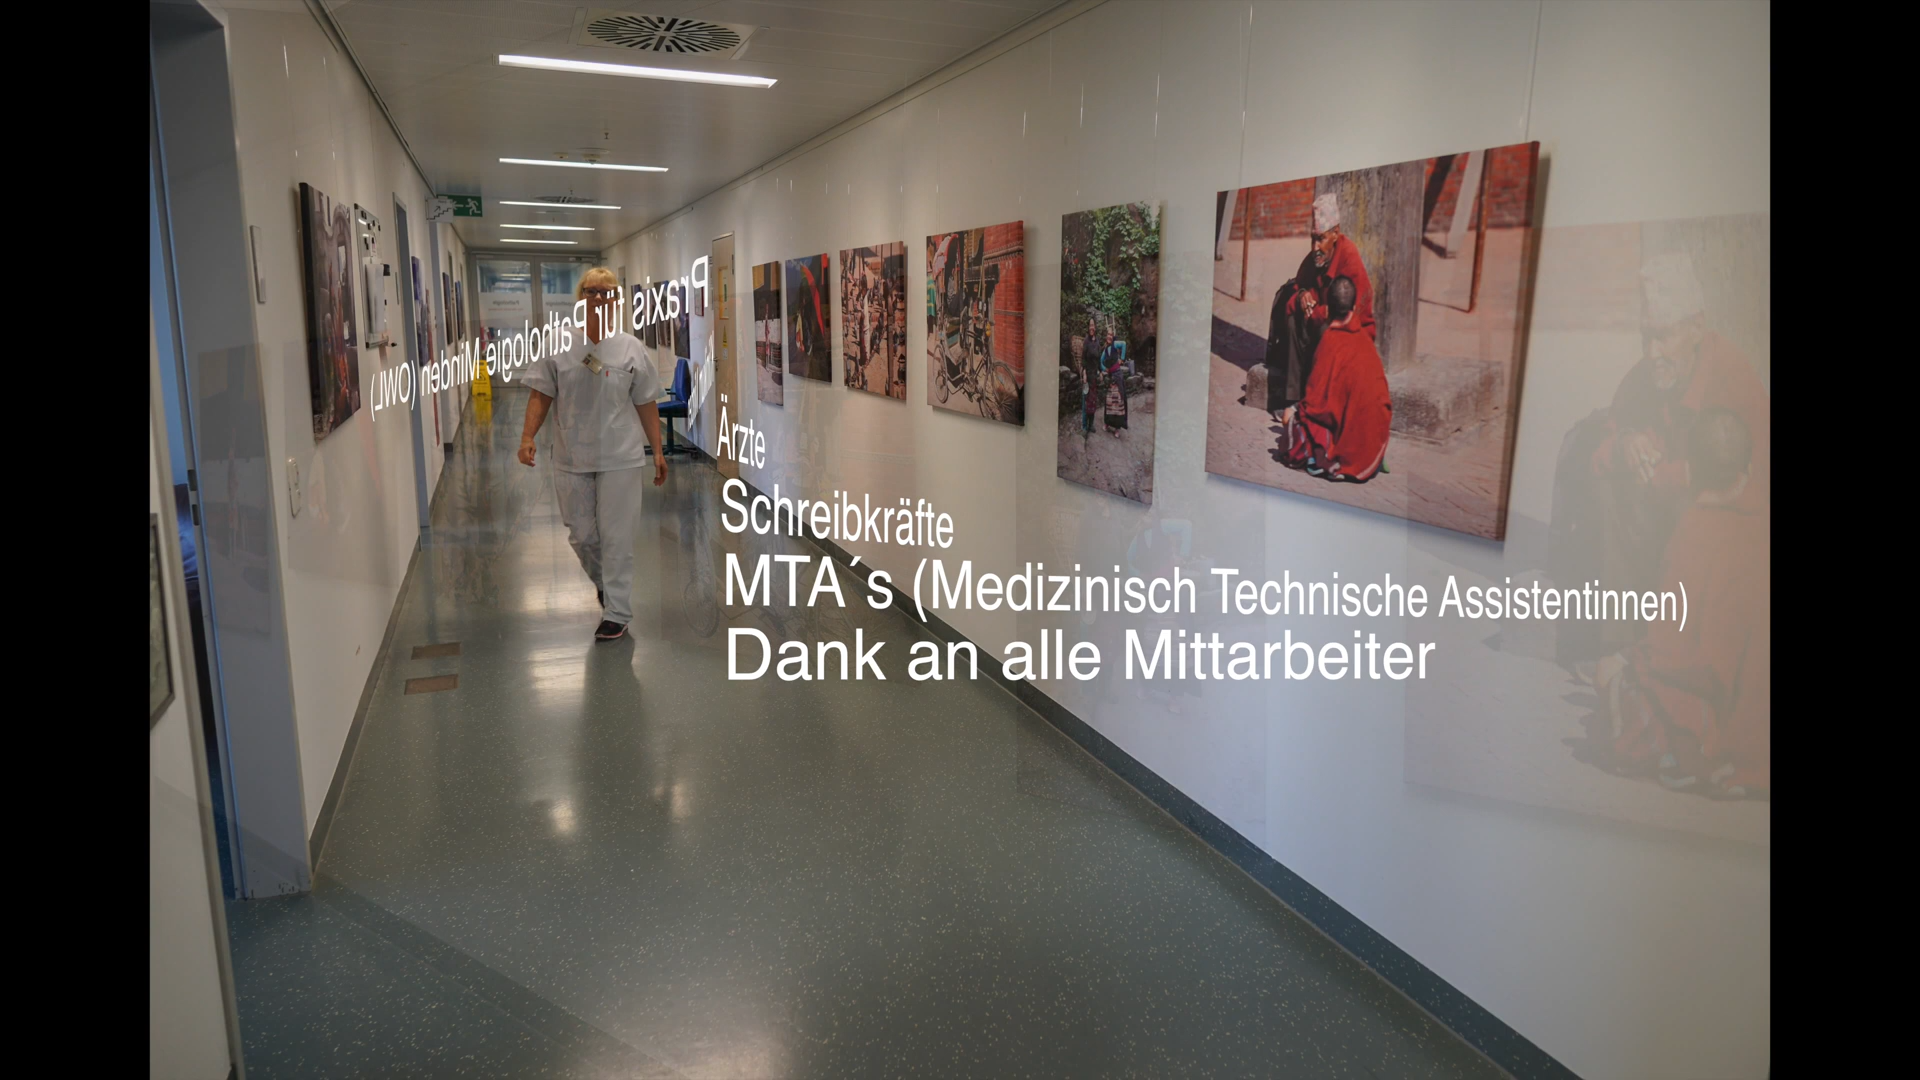 Praxis für Pathologie Minden (OWL)
Ärzte
Schreibkräfte
MTA´s (Medizinisch Technische Assistentinnen)
Dank an alle Mittarbeiter